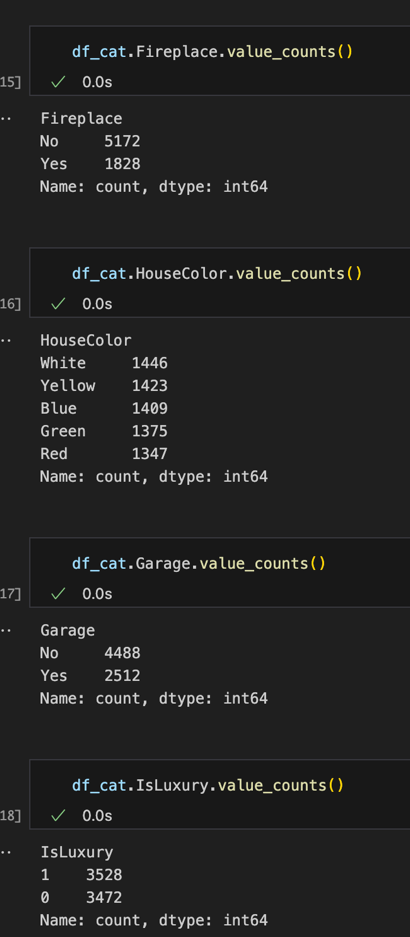 df_cat.Fireplace.value_counts()
15]
0.0s
..
Fireplace
No 5172
Yes 1828
Name: count, dtype: int64
df_cat.HouseColor.value_counts()
16]
0.0s
..
HouseColor
White 1446
Yellow 1423
Blue 1409
Green 1375
Red 1347
Name: count, dtype: int64
df_cat.Garage.value_counts()
17]
0.0s
..
Garage
No 4488
Yes 2512
Name: count, dtype: int64
df_cat.IsLuxury.value_counts()
18]
0.0s
..
IsLuxury
1 3528
0 3472
Name: count, dtype: int64